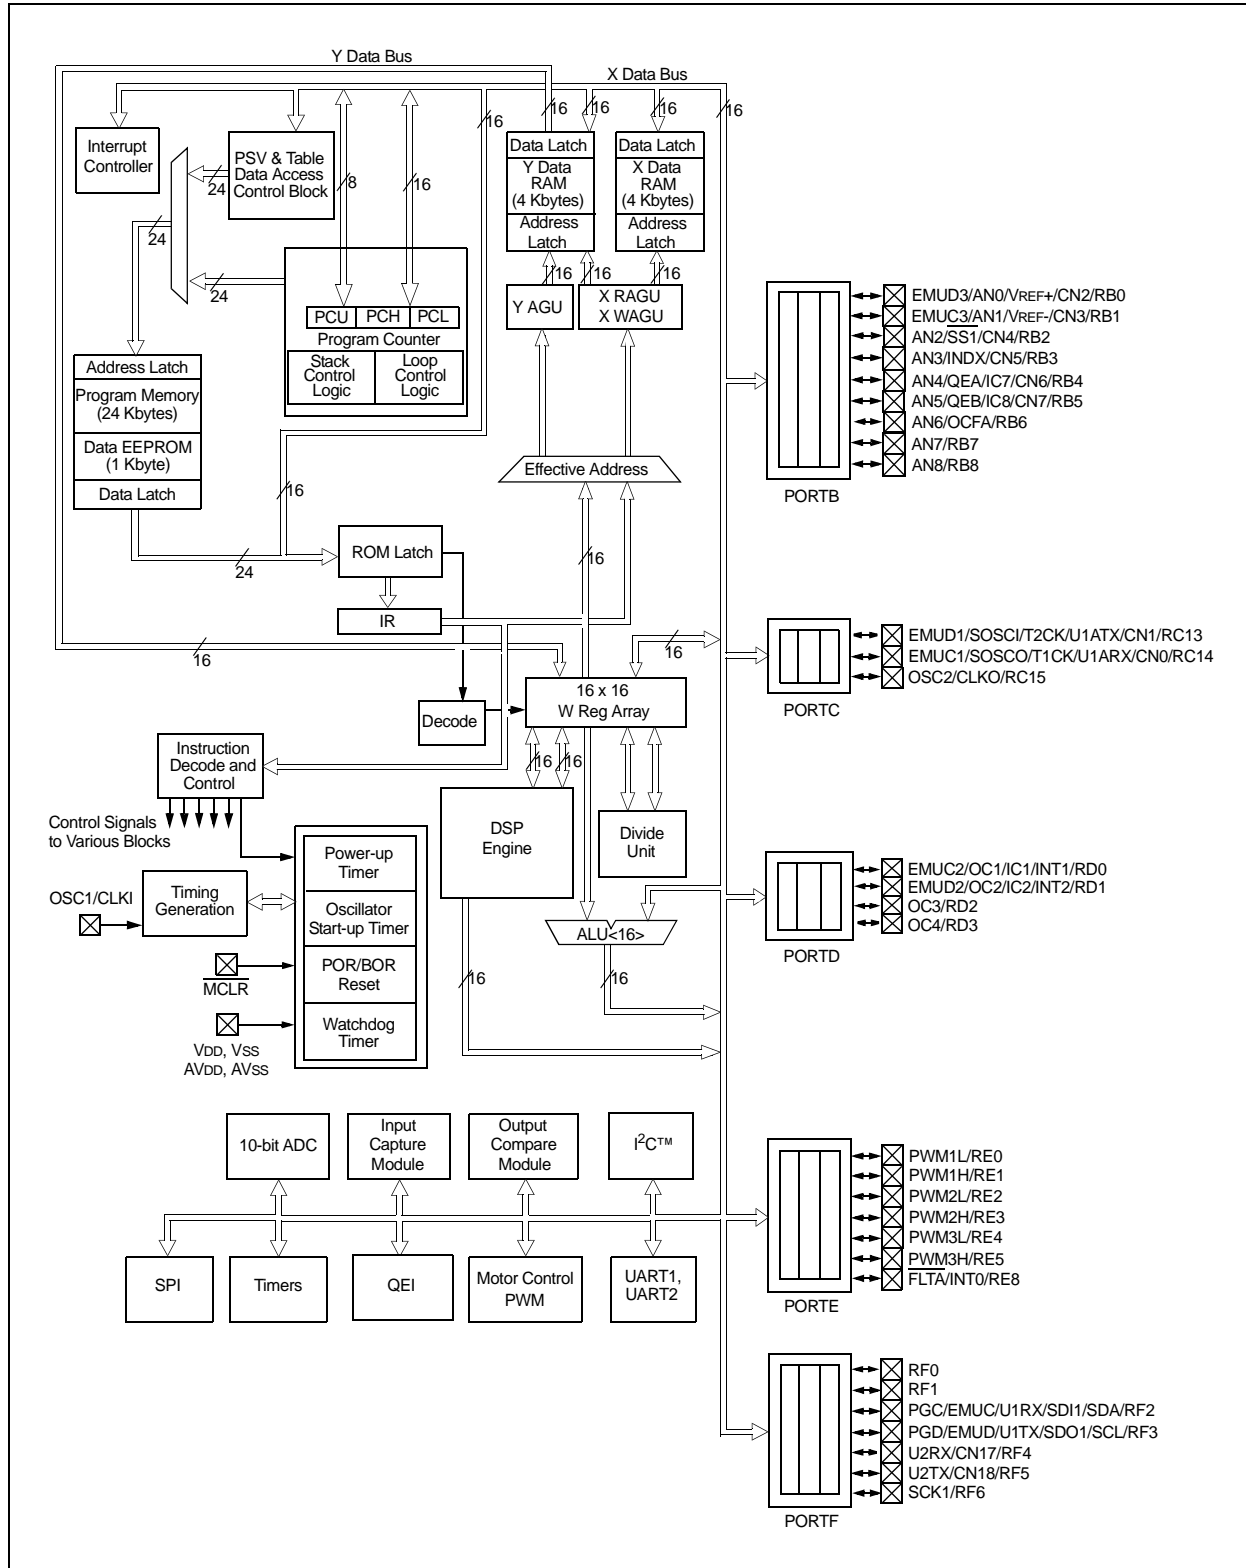 Y Data Bus
X Data Bus
16
16
16
16
16
Interrupt
Controller
PSV & Table
Data Access
Control Block
24
24
8
16
Data Latch
Y Data
RAM
(4 Kbytes)
Address
Latch
Data Latch
X Data
RAM
(4 Kbytes)
Address
Latch
16
16
16
24
Y AGU
X RAGU
X WAGU
PCU
PCH
PCL
Program Counter
Stack
Control
Logic
Loop
Control
Logic
Address Latch
Program Memory
(24 Kbytes)
Data EEPROM
(1 Kbyte)
Data Latch
Effective Address
16
24
ROM Latch
16
IR
16
16
16 x 16
W Reg Array
Decode
Instruction
Decode and
Control
16
16
Control Signals
to Various Blocks
DSP
Engine
Divide
Unit
Power-up
Timer
OSC1/CLKI
Timing
Generation
Oscillator
Start-up Timer
ALU<16>
POR/BOR
Reset
MCLR
16
16
Watchdog
Timer
VDD, VSS
AVDD, AVSS
10-bit ADC
Input
Capture
Module
Output
Compare
Module
I2C™
SPI
Timers
QEI
Motor Control
PWM
UART1,
UART2
EMUD3/AN0/VREF+/CN2/RB0
EMUC3/AN1/VREF-/CN3/RB1
AN2/SS1/CN4/RB2
AN3/INDX/CN5/RB3
AN4/QEA/IC7/CN6/RB4
AN5/QEB/IC8/CN7/RB5
AN6/OCFA/RB6
AN7/RB7
AN8/RB8
PORTB
EMUD1/SOSCI/T2CK/U1ATX/CN1/RC13
EMUC1/SOSCO/T1CK/U1ARX/CN0/RC14
OSC2/CLKO/RC15
PORTC
EMUC2/OC1/IC1/INT1/RD0
EMUD2/OC2/IC2/INT2/RD1
OC3/RD2
OC4/RD3
PORTD
PWM1L/RE0
PWM1H/RE1
PWM2L/RE2
PWM2H/RE3
PWM3L/RE4
PWM3H/RE5
FLTA/INT0/RE8
PORTE
RF0
RF1
PGC/EMUC/U1RX/SDI1/SDA/RF2
PGD/EMUD/U1TX/SDO1/SCL/RF3
U2RX/CN17/RF4
U2TX/CN18/RF5
SCK1/RF6
PORTF